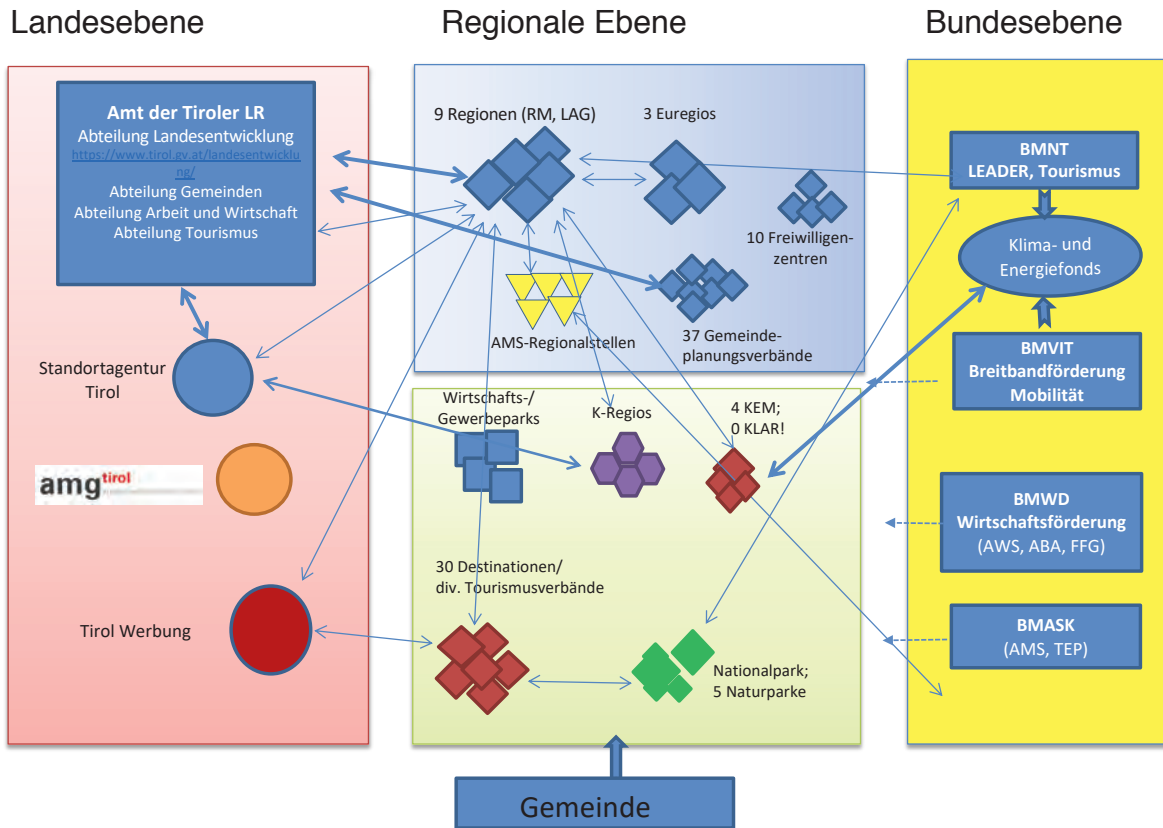 Landesebene
Regionale Ebene
Bundesebene
Amt der Tiroler LR
Abteilung Landesentwicklung
https://www.tirol.gv.at/landesentwicklu
ng/
Abteilung Gemeinden
Abteilung Arbeit und Wirtschaft
Abteilung Tourismus
Standortagentur
Tirol
amg tirol
Tirol Werbung
9 Regionen (RM, LAG)
3 Euregios
10 Freiwilligen-
zentren
AMS-Regionalstellen
37 Gemeinde-
planungsverbände
Wirtschafts-/
Gewerbeparks
K-Regios
4 KEM;
0 KLAR!
30 Destinationen/
div. Tourismusverbände
Nationalpark;
5 Naturparke
BMNT
LEADER, Tourismus
Klima- und
Energiefonds
BMVIT
Breitbandförderung
Mobilität
BMWD
Wirtschaftsförderung
(AWS, ABA, FFG)
BMASK
(AMS, TEP)
Gemeinde